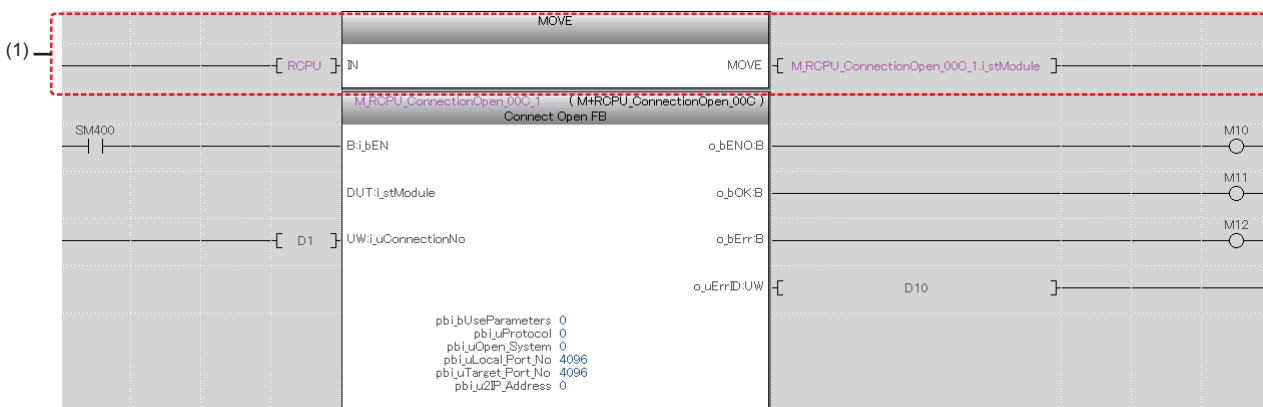 MOVE
(1)
RCPU IN MOVE M_RCPU_ConnectionOpen_00C_1.i_stModule
M_RCPU_ConnectionOpen_00C_1 (M+RCPU_ConnectionOpen_00C)
Connect Open FB
SM400 M10
B:i_bEN o_bENO:B
M11
DUT:i_stModule o_bOK:B
M12
D1 UW:i_uConnectionNo o_bErr:B
o_uErrID:UW D10
pbi_bUseParameters 0
pbi_uProtocol 0
pbi_uOpen_System 0
pbi_uLocal_Port_No 4096
pbi_uTarget_Port_No 4096
pbi_u2IP_Address 0